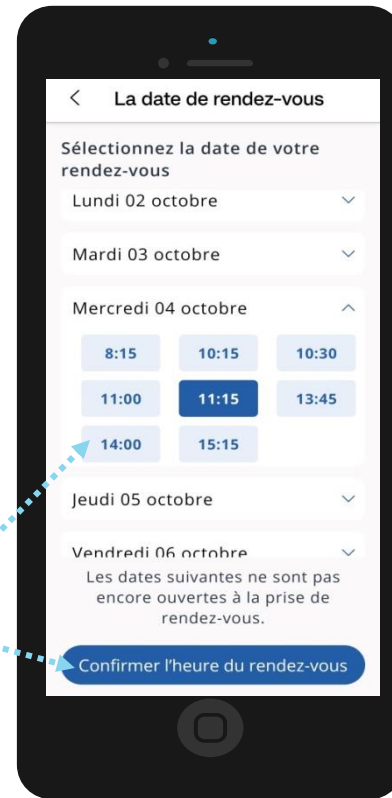 La date de rendez-vous
Sélectionnez la date de votre
rendez-vous
Lundi 02 octobre
Mardi 03 octobre
Mercredi 04 octobre
8:15 10:15 10:30
11:00 11:15 13:45
14:00 15:15
Jeudi 05 octobre
Vendredi 06 octobre
Les dates suivantes ne sont pas
encore ouvertes à la prise de
rendez-vous.
Confirmer l’heure du rendez-vous